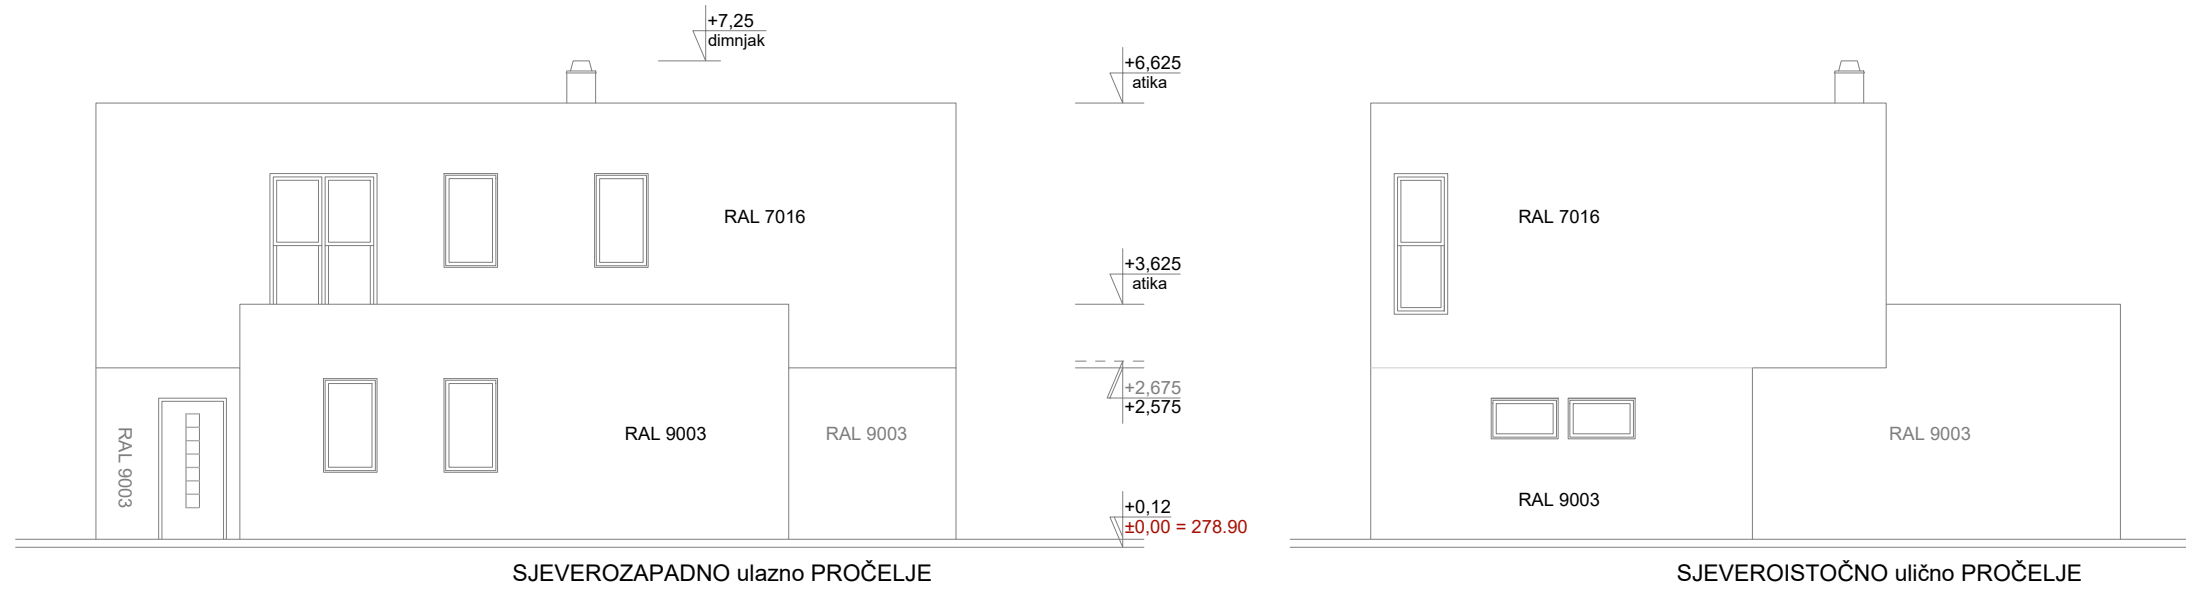 +7,25
dimnjak
+6,625
atika
RAL 7016
RAL 7016
+3,625
atika
+2,675
+2,575
RAL 9003
RAL 9003
RAL 9003
RAL 9003
RAL 9003
+0,12
±0,00 = 278.90
SJEVEROZAPADNO ulazno PROČELJE
SJEVEROISTOČNO ulično PROČELJE